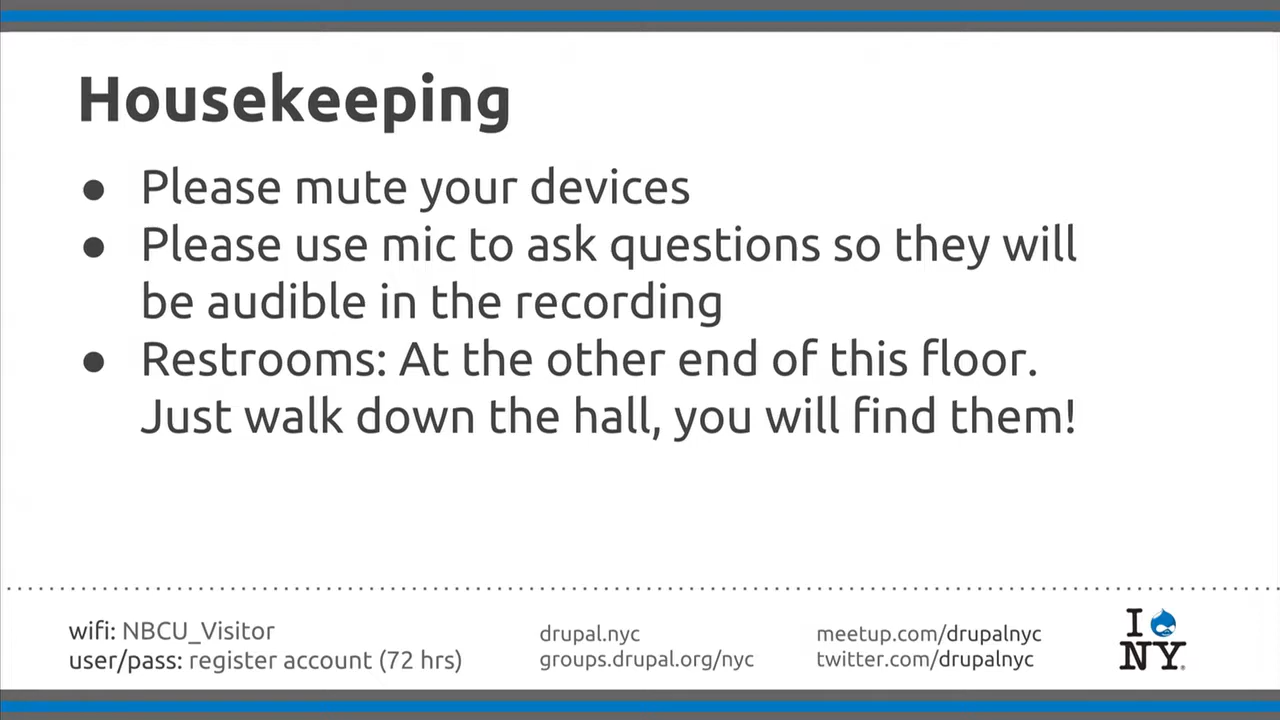 Housekeeping
● Please mute your devices
● Please use mic to ask questions so they will
be audible in the recording
● Restrooms: At the other end of this floor.
Just walk down the hall, you will find them!
wifi: NBCU_Visitor
user/pass: register account (72 hrs)
drupal.nyc
groups.drupal.org/nyc
meetup.com/drupalnyc
twitter.com/drupalnyc
I
NY®